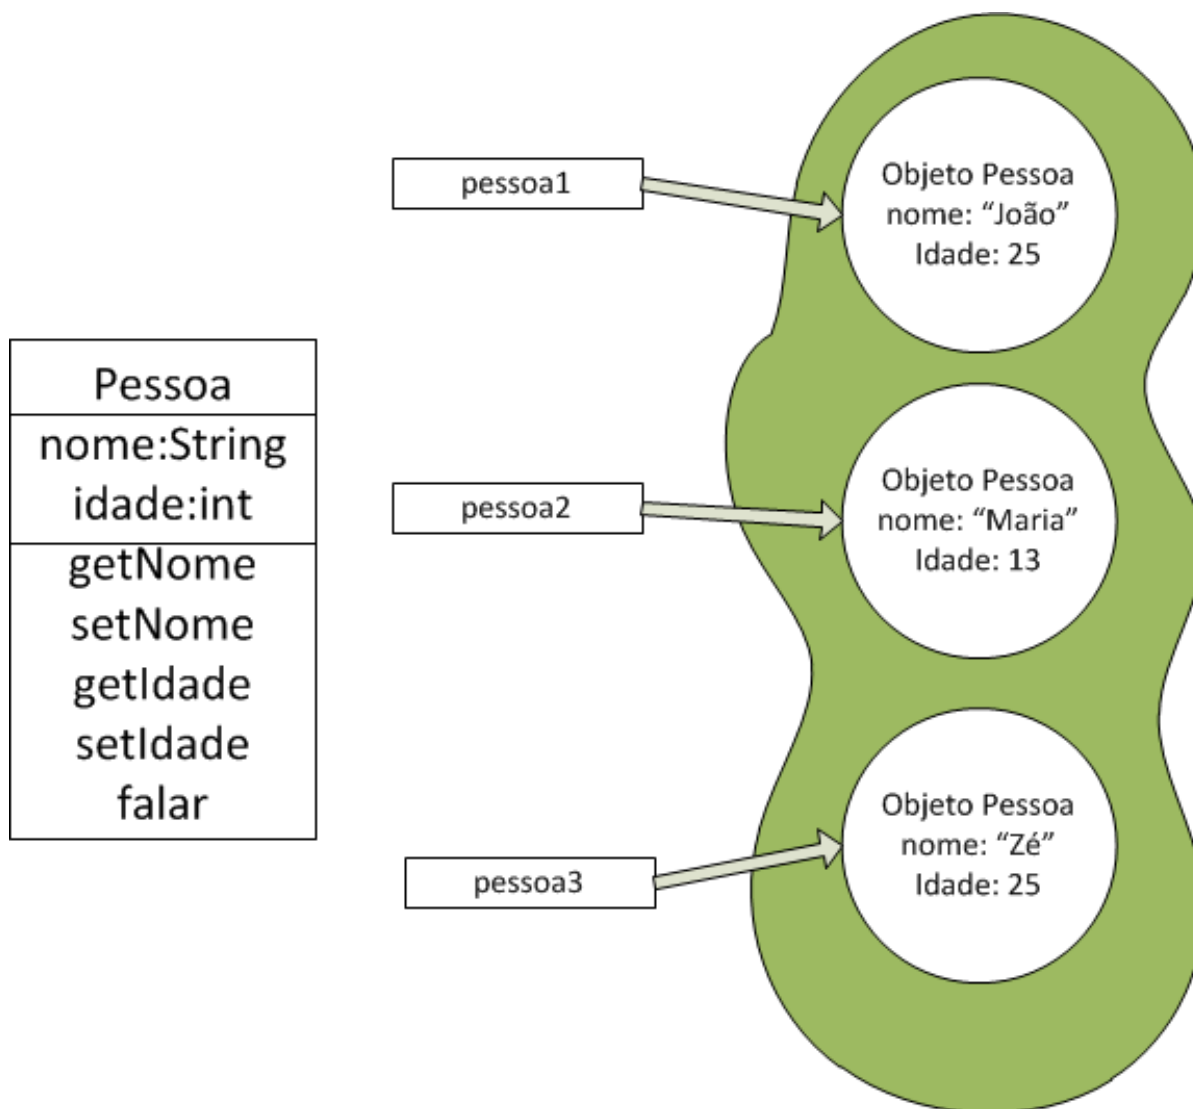 Pessoa
nome:String
idade:int
getNome
setNome
getIdade
setIdade
falar
pessoa1
pessoa2
pessoa3
Objeto Pessoa
nome: “João”
Idade: 25
Objeto Pessoa
nome: “Maria”
Idade: 13
Objeto Pessoa
nome: “Zé”
Idade: 25